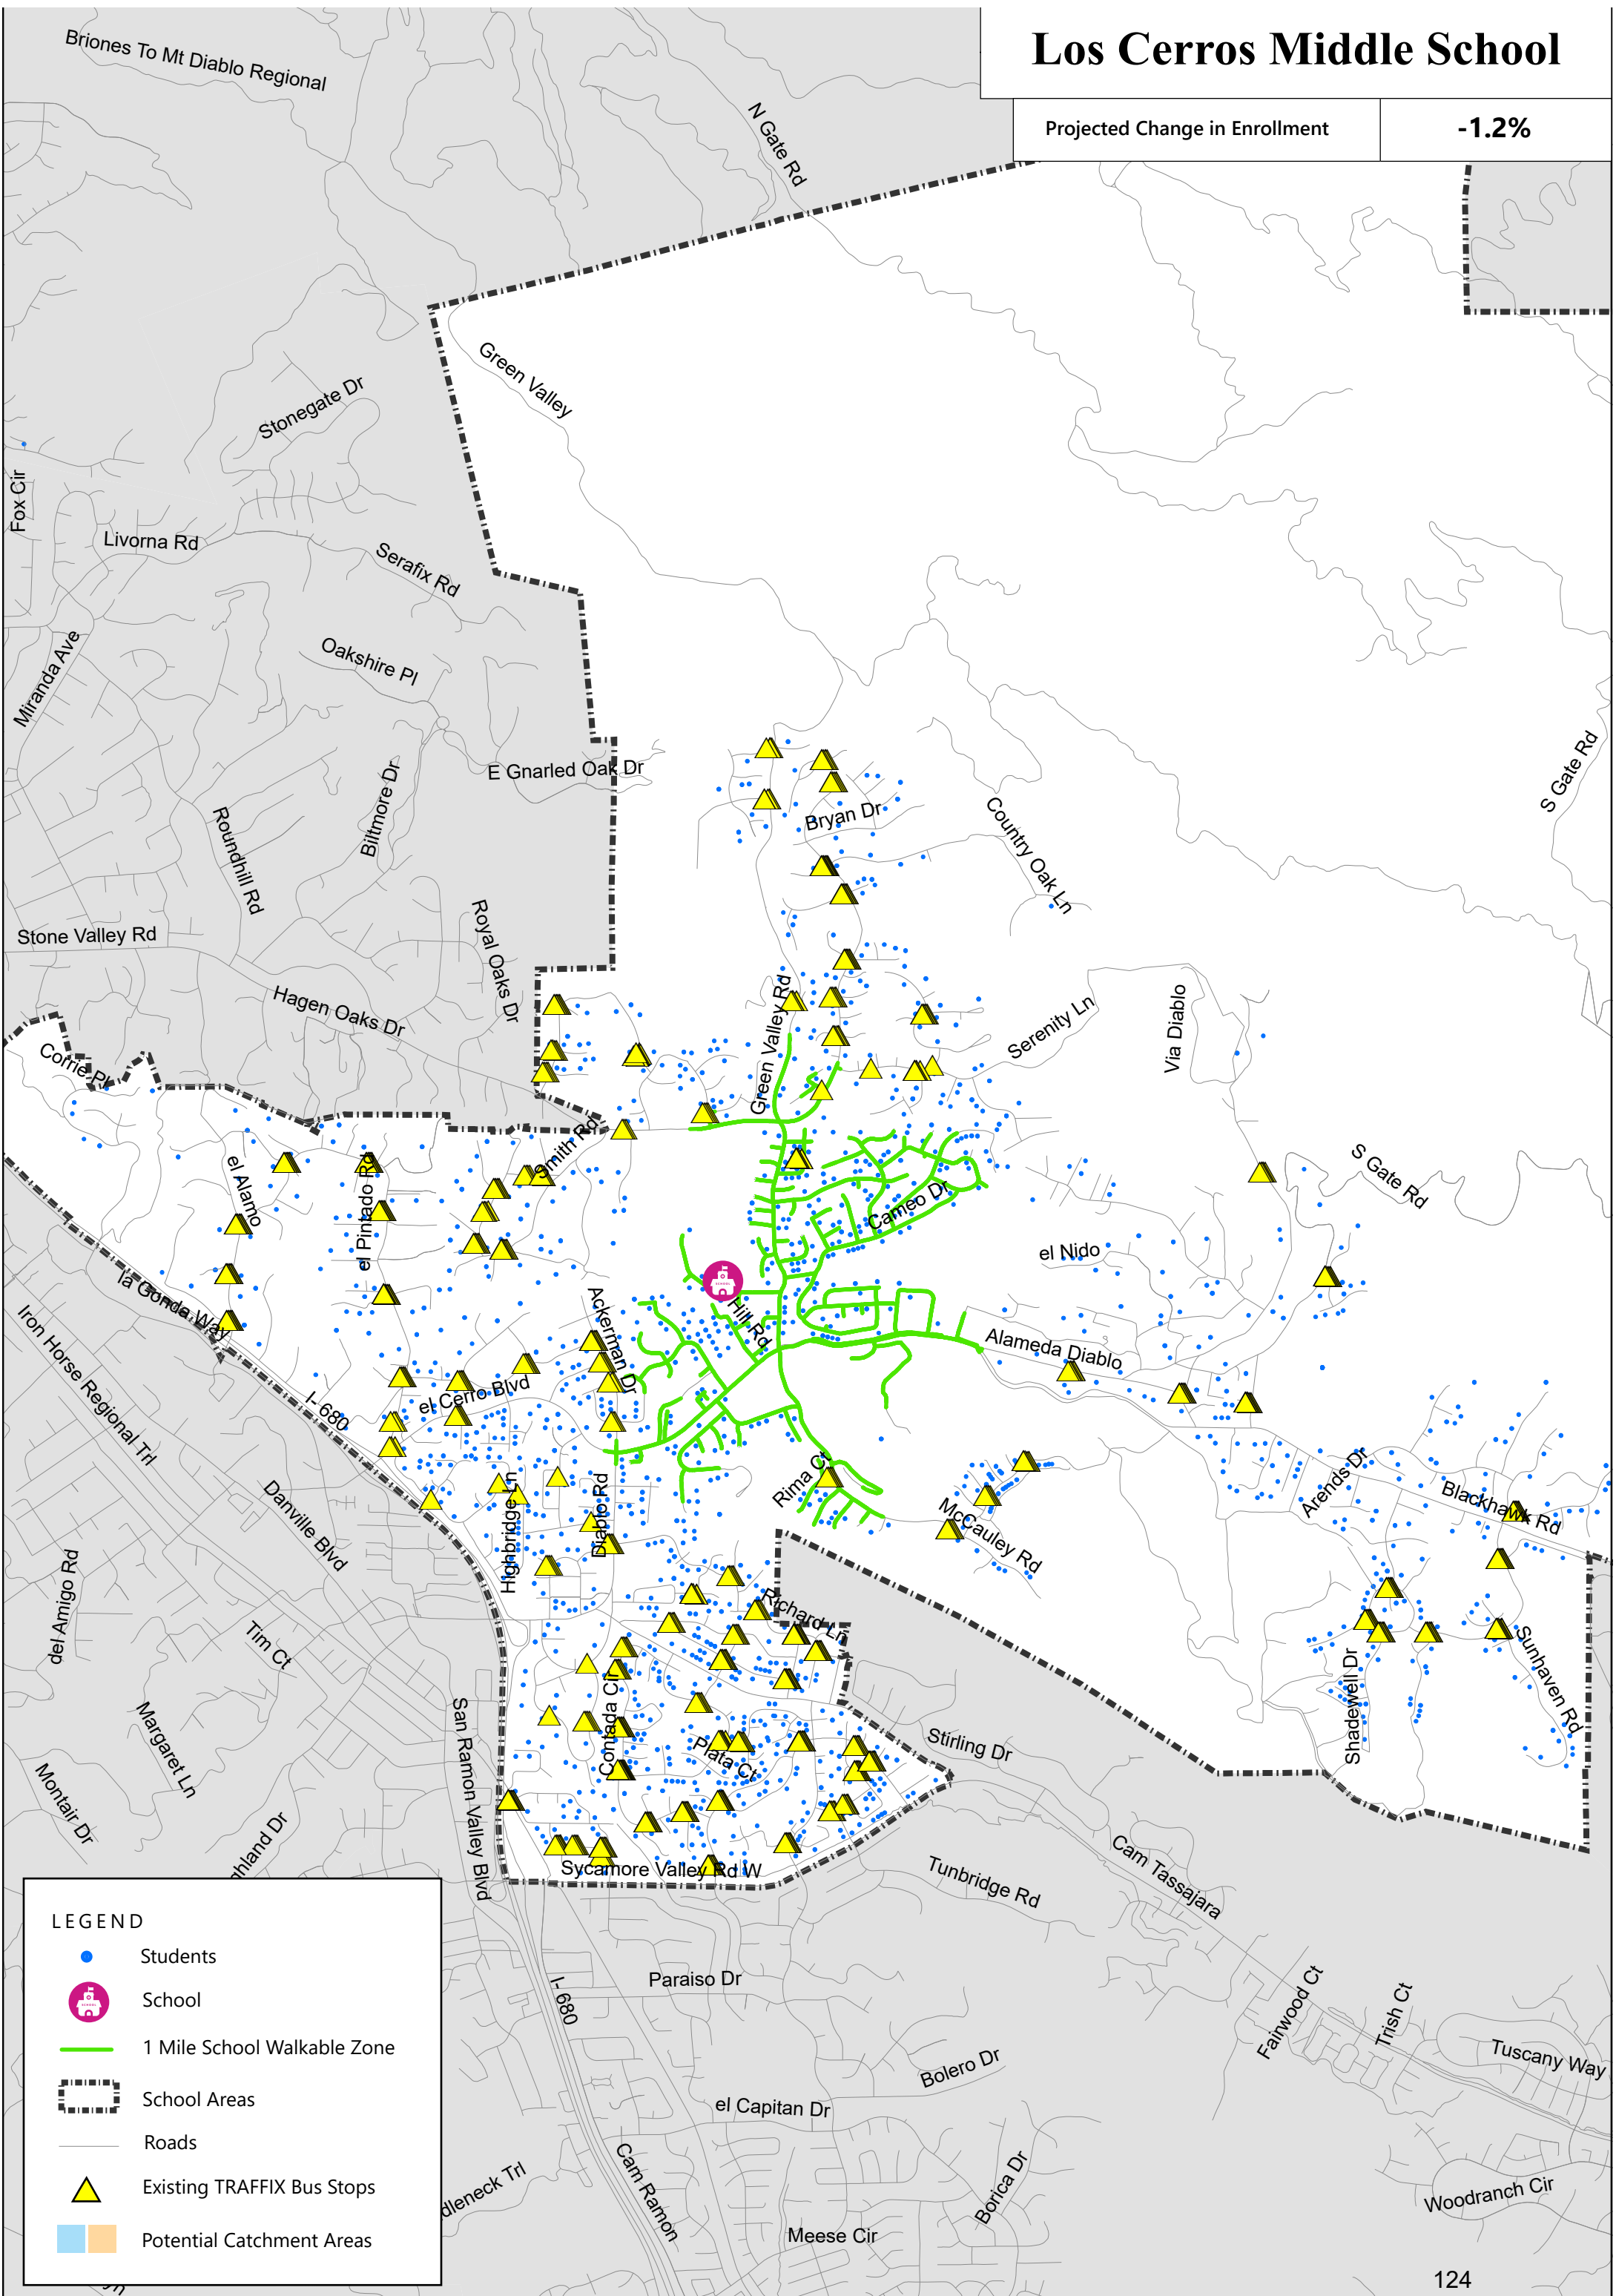 Los Cerros Middle School
Projected Change in Enrollment
-1.2%
Briones To Mt Diablo Regional
N Gate Rd
Green Valley
Stonegate Dr
Fox Cir
Livorna Rd
Serafix Rd
Miranda Ave
Oakshire Pl
E Gnarled Oak Dr
Biltmore Dr
S Gate Rd
Bryan Dr
Country Oak Ln
Roundhill Rd
Royal Oaks Dr
Stone Valley Rd
Hagen Oaks Dr
Green Valley Rd
Serenity Ln
Via Diablo
Corrie Pl
Smith Rd
el Alamo
el Pintado Rd
Cameo Dr
S Gate Rd
el Nido
la Gonda Way
Iron Horse Regional Trl
Ackerman Dr
Hill Rd
Alameda Diablo
el Cerro Blvd
I- 680
Danville Blvd
Highbridge Ln
Diablo Rd
Rima Ct
McCauley Rd
Arends Dr
Blackhawk Rd
del Amigo Rd
Tim Ct
Richard Ln
Contada Cir
Shadewell Dr
Sunhaven Rd
Margaret Ln
San Ramon Valley Blvd
Plata Ct
Stirling Dr
Montair Dr
ghland Dr
Sycamore Valley Rd W
Tunbridge Rd
Cam Tassajara
LEGEND
Students
School
1 Mile School Walkable Zone
School Areas
Roads
Existing TRAFFIX Bus Stops
Potential Catchment Areas
I- 680
Paraiso Dr
Fairwood Ct
Trish Ct
Tuscany Way
Bolero Dr
el Capitan Dr
Cam Ramon
dleneck Trl
Borica Dr
Woodranch Cir
Meese Cir
124